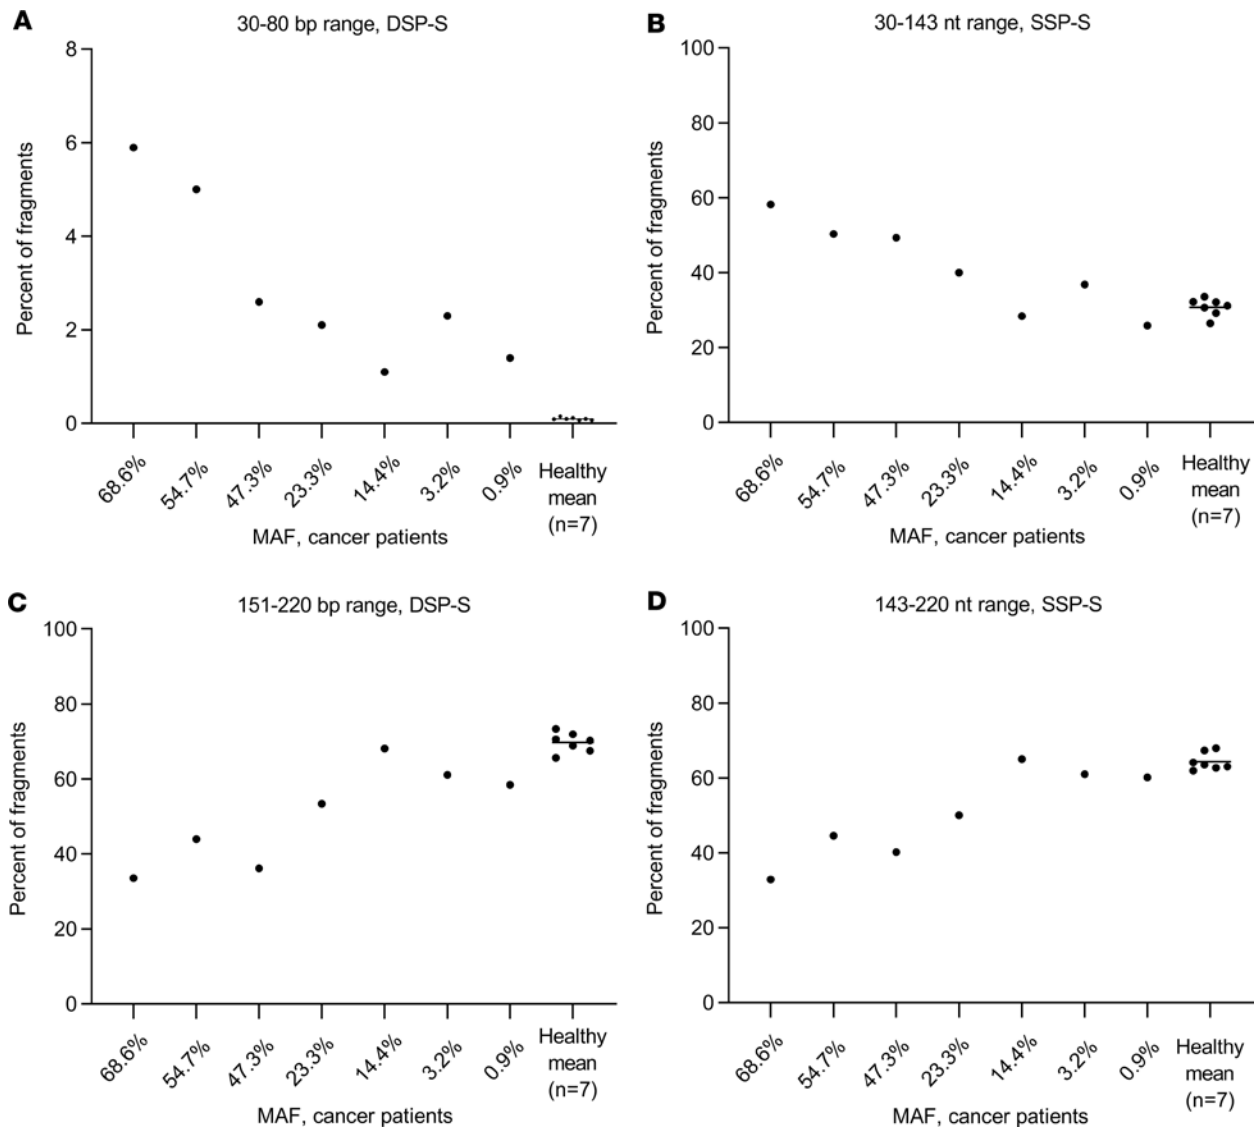 A
30-80 bp range, DSP-S
Percent of fragments
8
6
4
2
0
68.6%
54.7%
47.3%
23.3%
14.4%
3.2%
0.9%
Healthy
mean
(n=7)
MAF, cancer patients
B
30-143 nt range, SSP-S
Percent of fragments
100
80
60
40
20
0
68.6%
54.7%
47.3%
23.3%
14.4%
3.2%
0.9%
Healthy
mean
(n=7)
MAF, cancer patients
C
151-220 bp range, DSP-S
Percent of fragments
100
80
60
40
20
0
68.6%
54.7%
47.3%
23.3%
14.4%
3.2%
0.9%
Healthy
mean
(n=7)
MAF, cancer patients
D
143-220 nt range, SSP-S
Percent of fragments
100
80
60
40
20
0
68.6%
54.7%
47.3%
23.3%
14.4%
3.2%
0.9%
Healthy
mean
(n=7)
MAF, cancer patients